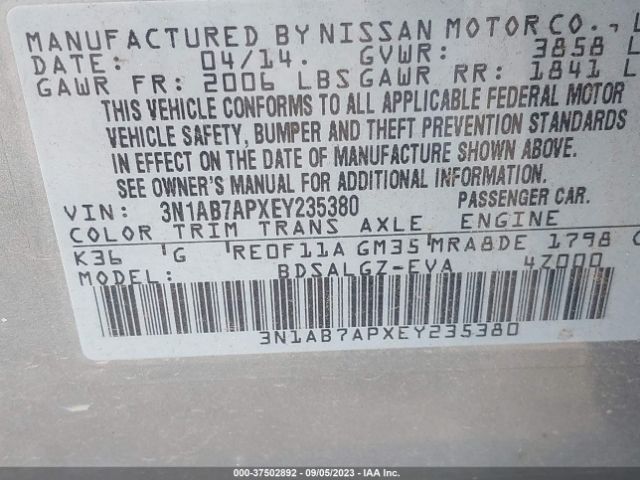 MANUFACTURED BY NISSAN MOTOR CO., L
DATE: 04/14. GVWR: 3858 L
GAWR FR: 2006 LBS GAWR RR: 1841 L
THIS VEHICLE CONFORMS TO ALL APPLICABLE FEDERAL MOTOR
VEHICLE SAFETY, BUMPER AND THEFT PREVENTION STANDARDS
IN EFFECT ON THE DATE OF MANUFACTURE SHOWN ABOVE.
SEE OWNER'S MANUAL FOR ADDITIONAL INFORMATION
VIN: 3N1AB7APXEY235380 PASSENGER CAR.
COLOR TRIM TRANS AXLE ENGINE
K36 G RE0F11A GM35 MRA8DE 1798 C
MODEL: BDSALGZ-EVA 4Z000
3N1AB7APXEY235380
000-37502892 - 09/05/2023 - IAA, Inc.